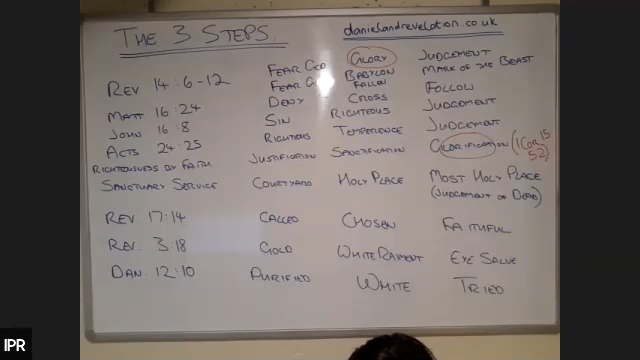 THE 3 STEPS.
danielandrevelation.co.uk
REV. 14:6-12 FEAR GOD GLORY JUDGEMENT
FEAR G BABYLON FALLEN MARK OF THE BEAST
MATT 16:24 DENY CROSS FOLLOW
JOHN 16:8 SIN RIGHTEOUS JUDGEMENT
ACTS 24:25 RIGHTEOUS TEMPERENCE JUDGEMENT
RIGHTEOUSNESS BY FAITH JUSTIFICATION SANCTIFICATION GLORIFICATION (1 COR 15 52)
SANCTUARY SERVICE COURTYARD HOLY PLACE MOST HOLY PLACE
(JUDGEMENT OF DEAD)
REV 17:14 CALLED CHOSEN FAITHFUL
REV. 3:18 GOLD WHITE RAIMENT EYE SALVE
DAN. 12:10 PURIFIED WHITE TRIED
IPR